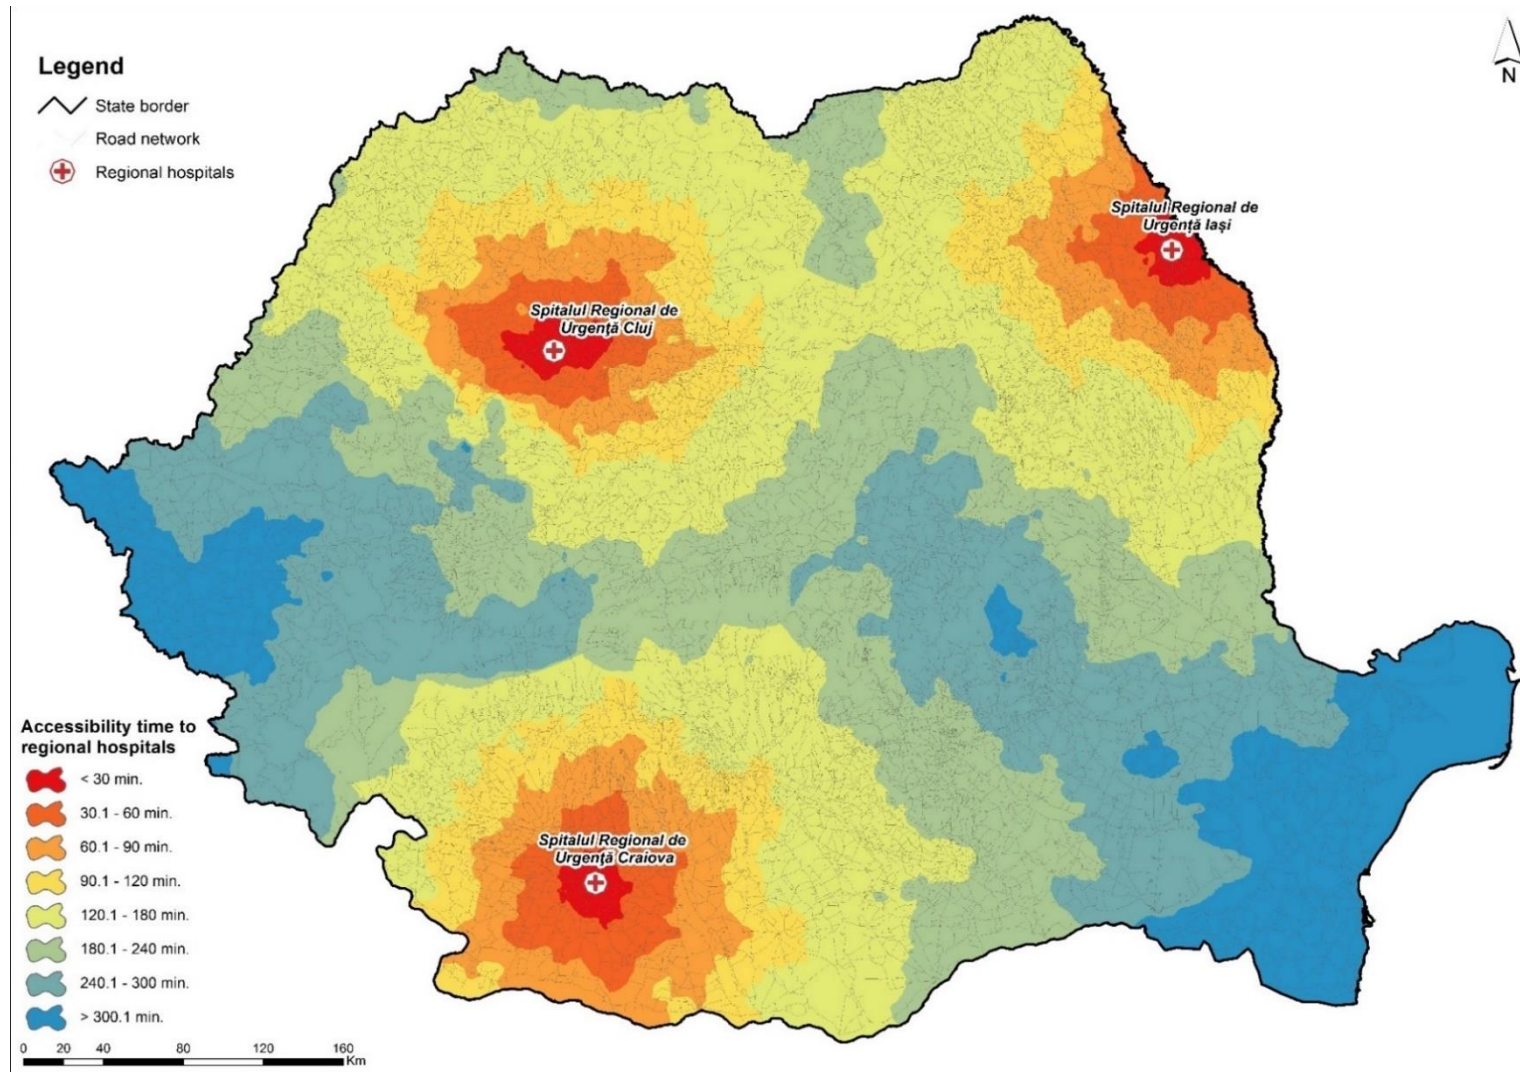 Legend
State border
Road network
Regional hospitals
N
Spitalul Regional de
Urgență Iași
Spitalul Regional de
Urgență Cluj
Spitalul Regional de
Urgență Craiova
Accessibility time to
regional hospitals
< 30 min.
30.1 - 60 min.
60.1 - 90 min.
90.1 - 120 min.
120.1 - 180 min.
180.1 - 240 min.
240.1 - 300 min.
> 300.1 min.
0 20 40 80 120 160
Km